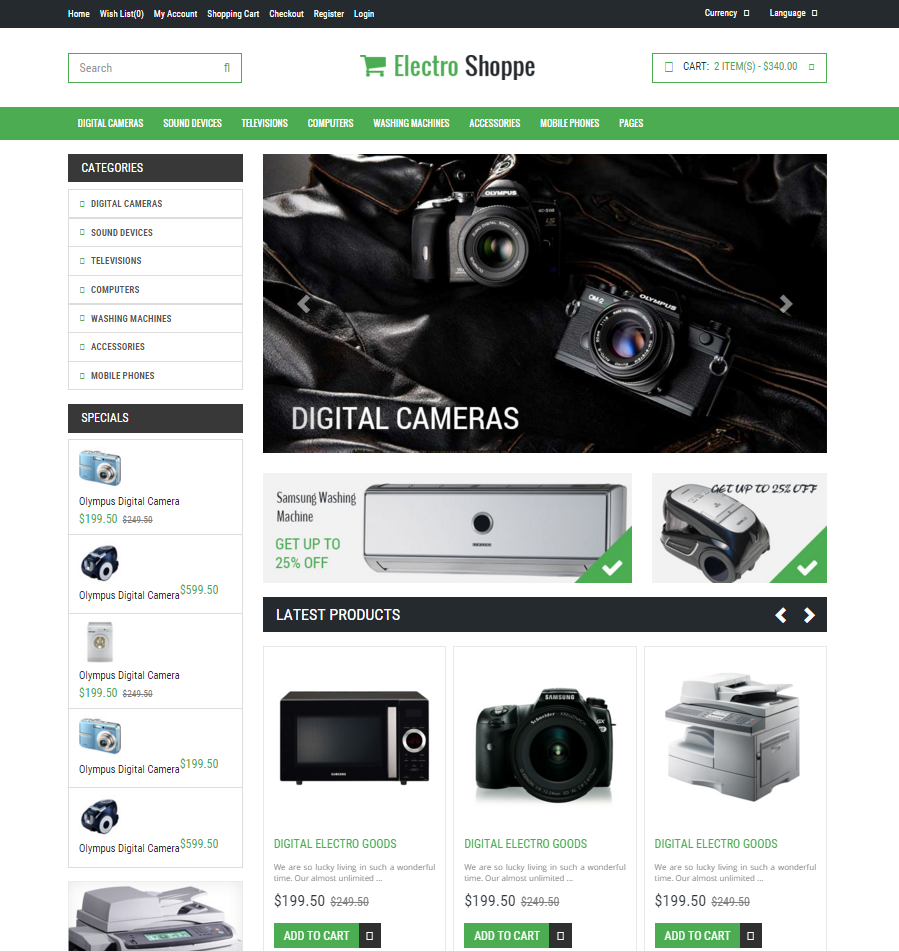 Home Wish List(0) My Account Shopping Cart Checkout Register Login Currency Language
Search
Electro Shoppe
CART: 2 ITEM(S) - $340.00
DIGITAL CAMERAS SOUND DEVICES TELEVISIONS COMPUTERS WASHING MACHINES ACCESSORIES MOBILE PHONES PAGES
CATEGORIES
DIGITAL CAMERAS
SOUND DEVICES
TELEVISIONS
COMPUTERS
WASHING MACHINES
ACCESSORIES
MOBILE PHONES
SPECIALS
Olympus Digital Camera
$199.50 $249.50
Olympus Digital Camera $599.50
Olympus Digital Camera
$199.50 $249.50
Olympus Digital Camera $199.50
Olympus Digital Camera $599.50
OLYMPUS
OM-2
OLYMPUS
DIGITAL CAMERAS
Samsung Washing
Machine
GET UP TO
25% OFF
GET UP TO 25% OFF
LATEST PRODUCTS
SAMSUNG
SAMSUNG
Schneider
DIGITAL ELECTRO GOODS
We are so lucky living in such a wonderful
time. Our almost unlimited ...
$199.50 $249.50
ADD TO CART
DIGITAL ELECTRO GOODS
We are so lucky living in such a wonderful
time. Our almost unlimited ...
$199.50 $249.50
ADD TO CART
DIGITAL ELECTRO GOODS
We are so lucky living in such a wonderful
time. Our almost unlimited ...
$199.50 $249.50
ADD TO CART